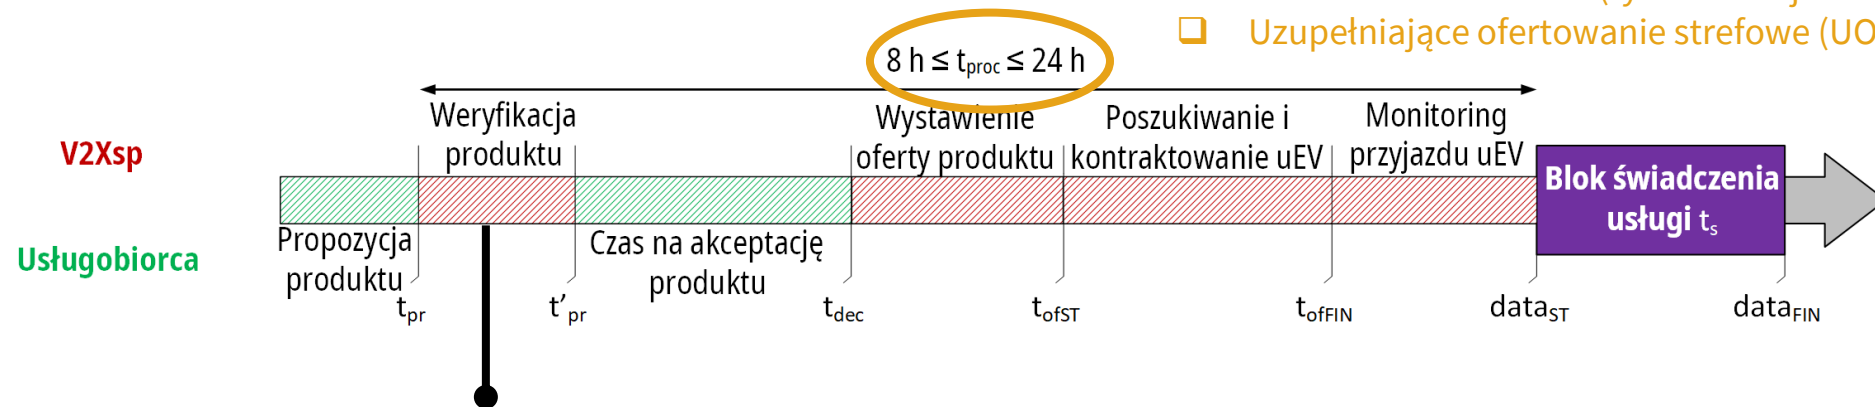 Uzupełniające ofertowanie strefowe (UO
8 h ≤ tproc ≤ 24 h
Weryfikacja
produktu
Wystawienie
oferty produktu
Poszukiwanie i
kontraktowanie uEV
Monitoring
przyjazdu uEV
V2Xsp
Blok świadczenia
usługi ts
Usługobiorca
Propozycja
produktu
Czas na akceptację
produktu
tpr
t’pr
tdec
tofST
tofFIN
dataST
dataFIN